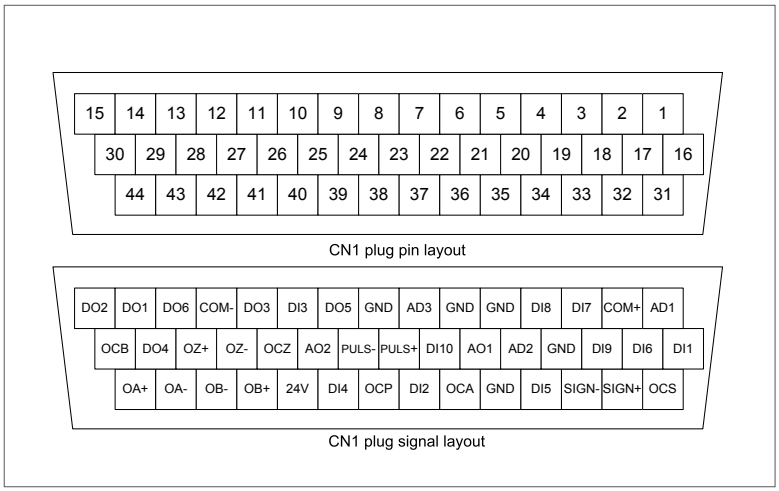 15 14 13 12 11 10 9 8 7 6 5 4 3 2 1
30 29 28 27 26 25 24 23 22 21 20 19 18 17 16
44 43 42 41 40 39 38 37 36 35 34 33 32 31
CN1 plug pin layout
DO2 DO1 DO6 COM- DO3 DI3 DO5 GND AD3 GND GND DI8 DI7 COM+ AD1
OCB DO4 OZ+ OZ- OCZ AO2 PULS- PULS+ DI10 AO1 AD2 GND DI9 DI6 DI1
OA+ OA- OB- OB+ 24V DI4 OCP DI2 OCA GND DI5 SIGN- SIGN+ OCS
CN1 plug signal layout